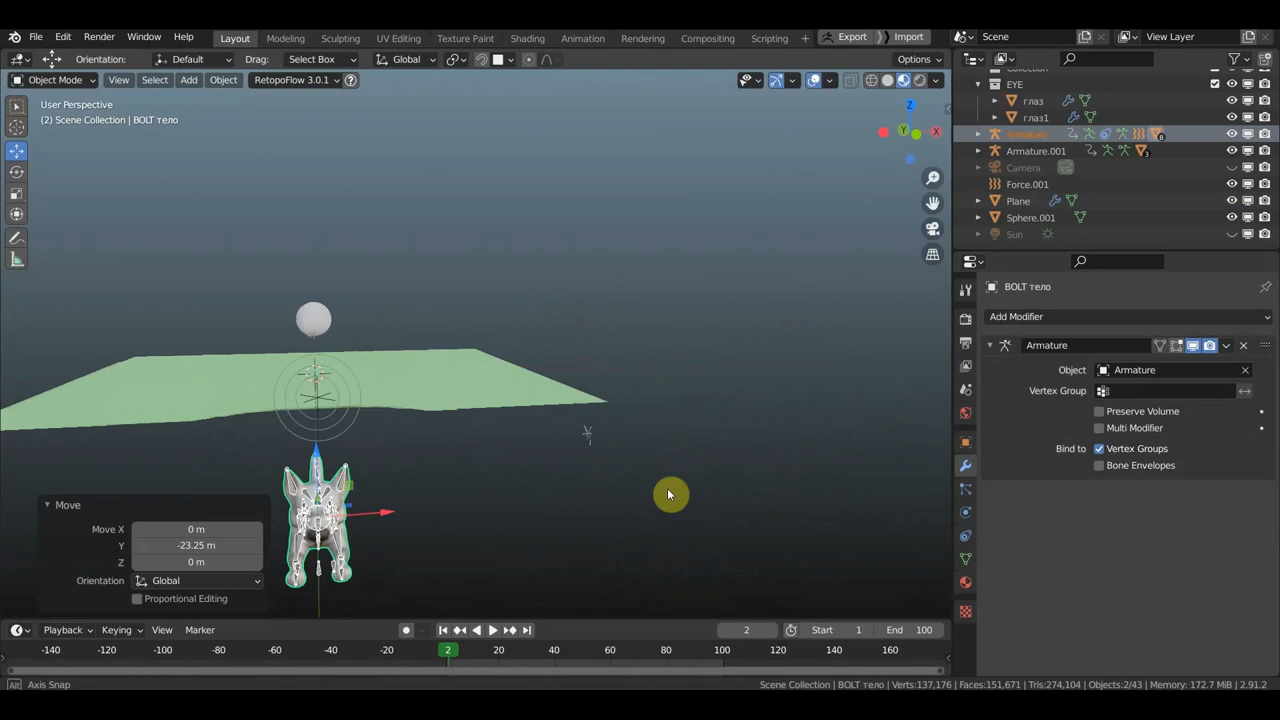 File Edit Render Window Help Layout Modeling Sculpting UV Editing Texture Paint Shading Animation Rendering Compositing Scripting + Export Import Scene View Layer
Orientation: Default Drag: Select Box Global Options
Object Mode View Select Add Object RetopoFlow 3.0.1
User Perspective
(2) Scene Collection | BOLT тело
Z
Y
X
EYE
глаз
глаз1
Armature
8
Armature.001
3
Camera
Force.001
Plane
Sphere.001
Sun
BOLT тело
Add Modifier
Armature
Object Armature
Vertex Group
Preserve Volume
Multi Modifier
Bind to Vertex Groups
Bone Envelopes
Move
Move X 0 m
Y -23.25 m
Z 0 m
Orientation Global
Proportional Editing
Playback Keying View Marker 2 Start 1 End 100
-140 -120 -100 -80 -60 -40 -20 2 20 40 60 80 100 120 140 160
Alt Axis Snap
Scene Collection | BOLT тело | Verts:137,176 | Faces:151,671 | Tris:274,104 | Objects:2/43 | Memory: 172.7 MiB | 2.91.2